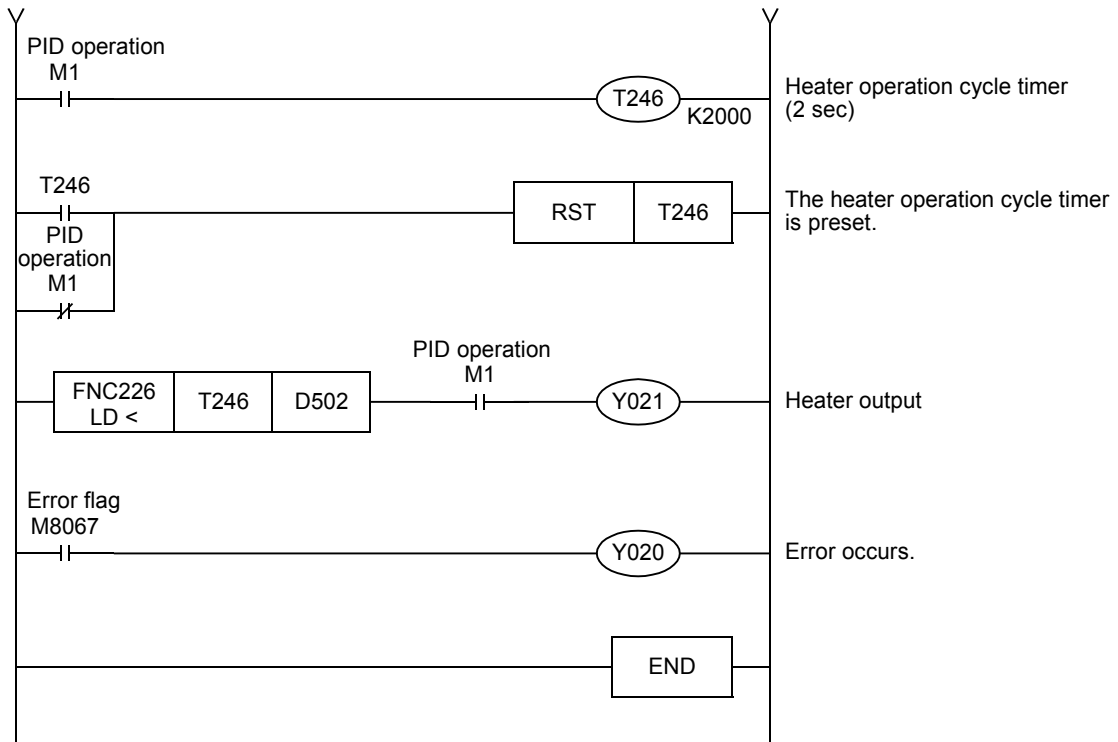 PID operation
M1
T246
K2000
Heater operation cycle timer
(2 sec)
T246
RST
T246
The heater operation cycle timer
is preset.
PID
operation
M1
FNC226
LD <
T246
D502
PID operation
M1
Y021
Heater output
Error flag
M8067
Y020
Error occurs.
END